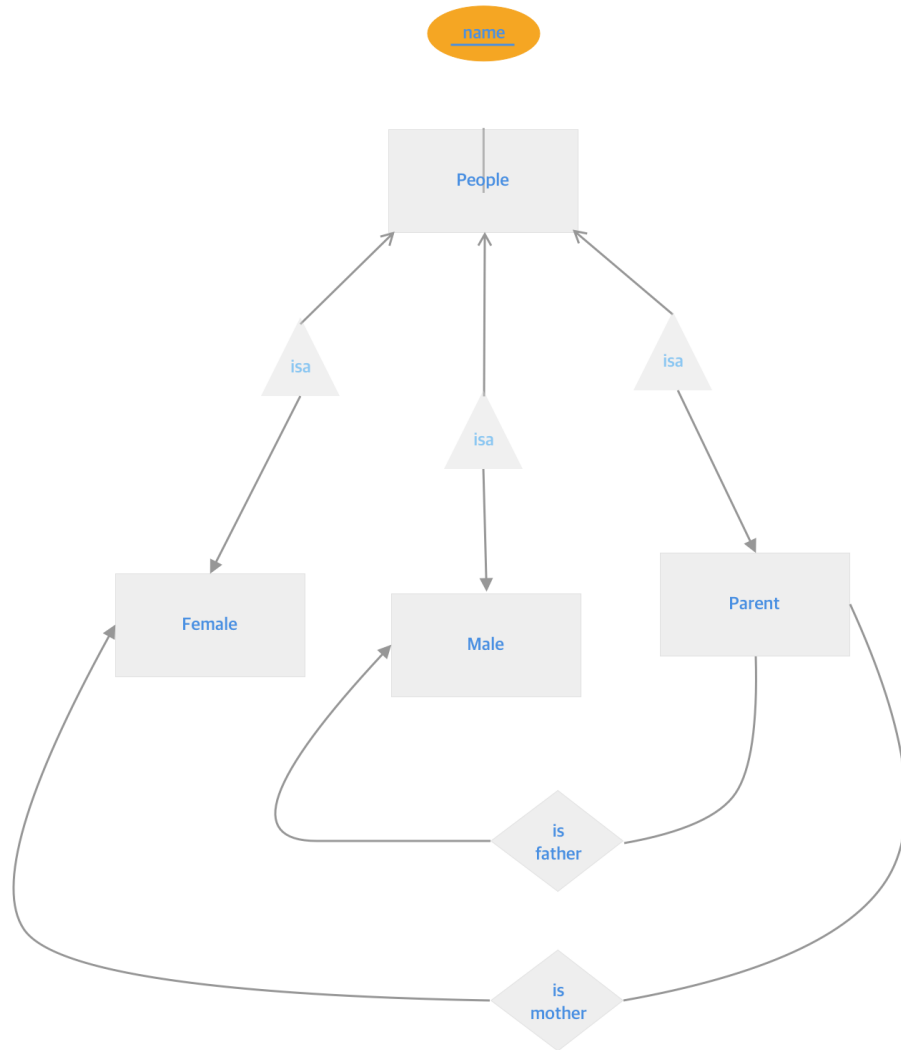 name
People
isa
isa
isa
Female
Male
Parent
is
father
is
mother